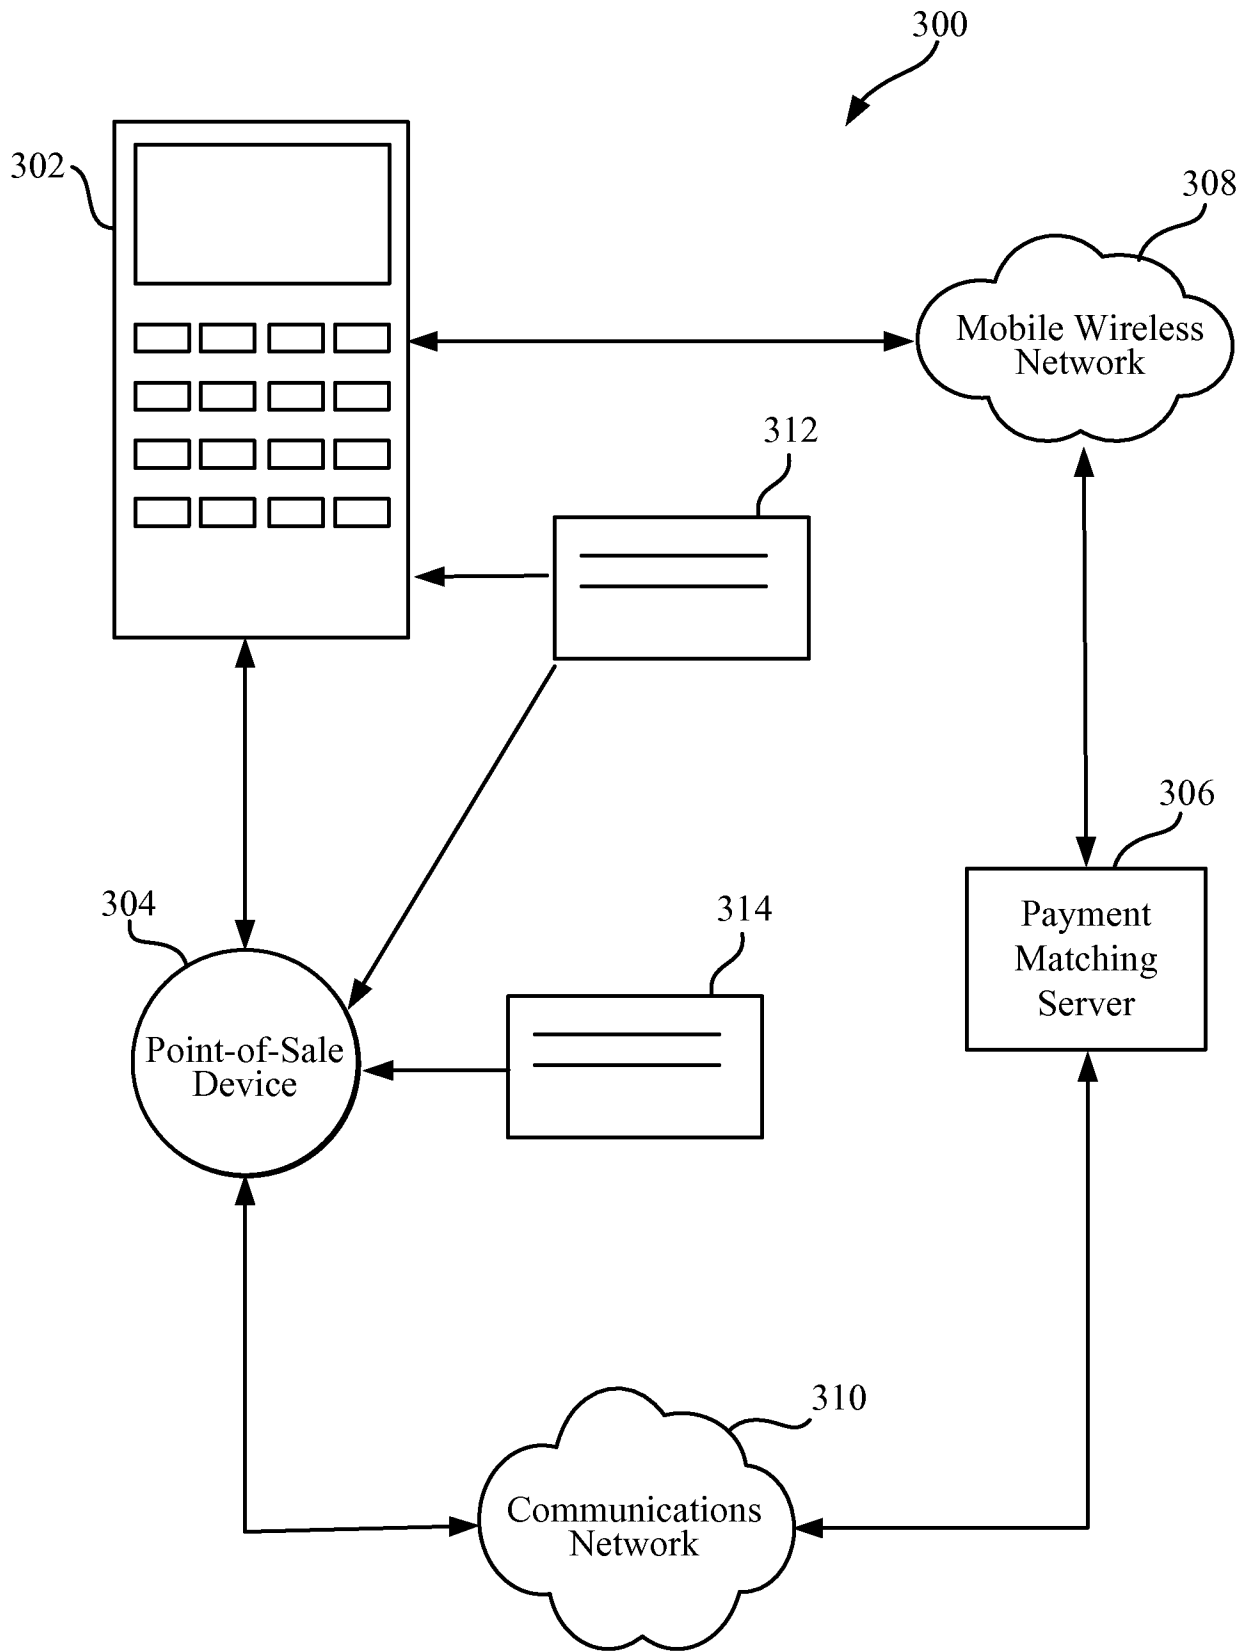 300
302
308
Mobile Wireless
Network
312
306
Payment
Matching
Server
304
314
Point-of-Sale
Device
310
Communications
Network